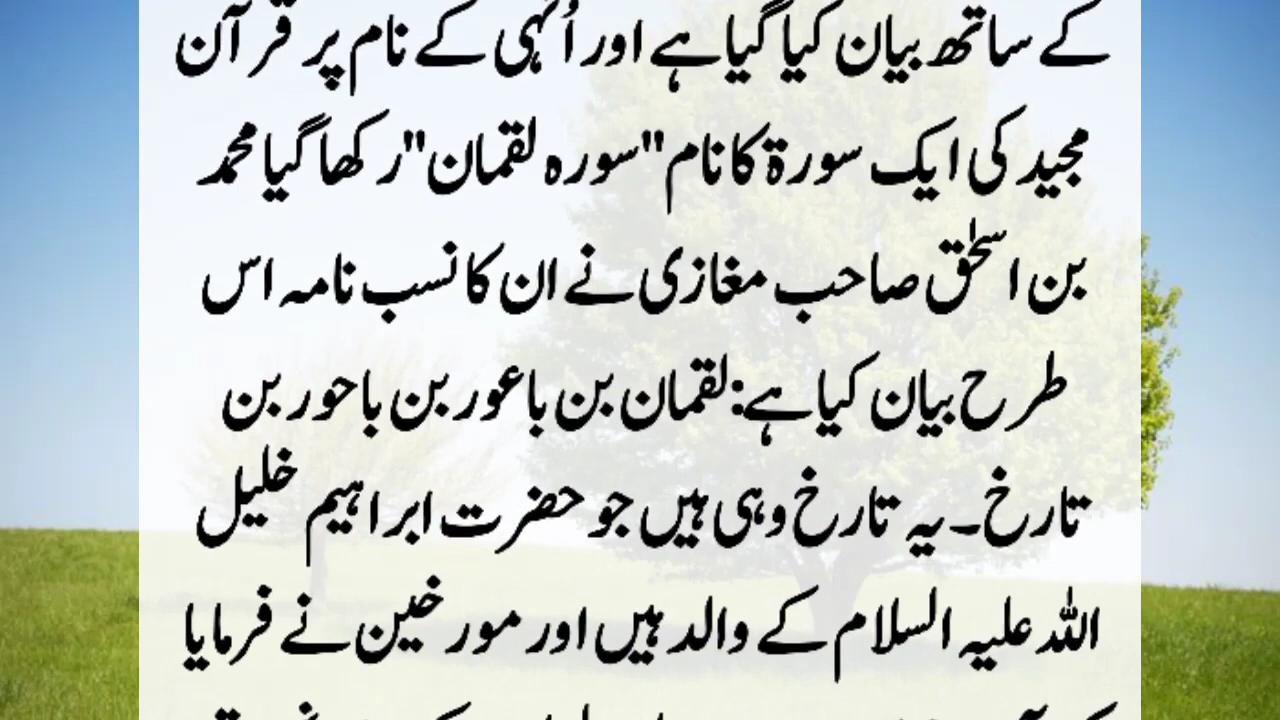 کے ساتھ بیان کیا گیا ہے اور اُنہی کے نام پر قرآن
مجید کی ایک سورۃ کا نام "سورہ لقمان" رکھا گیا محمد
بن اسحٰق صاحب مغازی نے ان کا نسب نامہ اس
طرح بیان کیا ہے: لقمان بن باعور بن باحور بن
تارخ۔ یہ تارخ وہی ہیں جو حضرت ابراہیم خلیل
اللہ علیہ السلام کے والد ہیں اور مورخین نے فرمایا